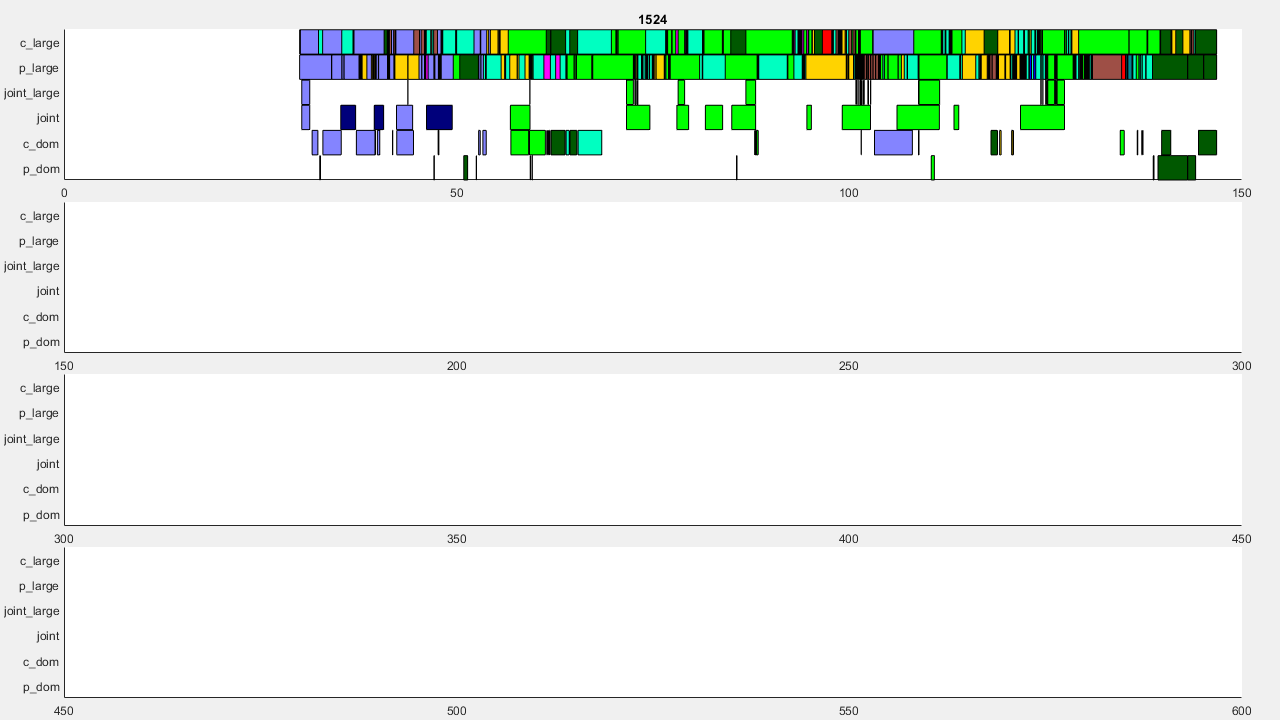 1524
c_large
p_large
joint_large
joint
c_dom
p_dom
0 50 100 150
c_large
p_large
joint_large
joint
c_dom
p_dom
150 200 250 300
c_large
p_large
joint_large
joint
c_dom
p_dom
300 350 400 450
c_large
p_large
joint_large
joint
c_dom
p_dom
450 500 550 600